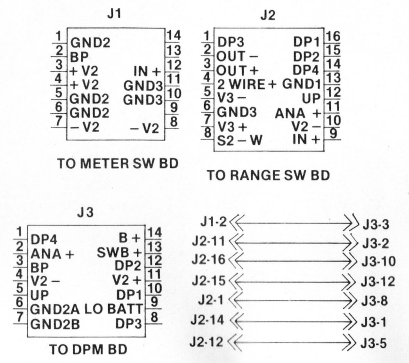 J1
1 GND2 14
2 BP 13
3 + V2 IN + 12
4 + V2 GND3 11
5 GND2 GND3 10
6 GND2 9
7 – V2 – V2 8
TO METER SW BD
J2
1 DP3 DP1 16
2 OUT – DP2 15
3 OUT + DP4 14
4 2 WIRE + GND1 13
5 V3 – UP 12
6 GND3 ANA + 11
7 V3 + V2 – 10
8 S2 – W IN + 9
TO RANGE SW BD
J3
1 DP4 B + 14
2 ANA + SWB + 13
3 BP DP2 12
4 V2 – V2 + 11
5 UP DP1 10
6 GND2A LO BATT 9
7 GND2B DP3 8
TO DPM BD
J1-2 J3-3
J2-11 J3-2
J2-16 J3-10
J2-15 J3-12
J2-1 J3-8
J2-14 J3-1
J2-12 J3-5